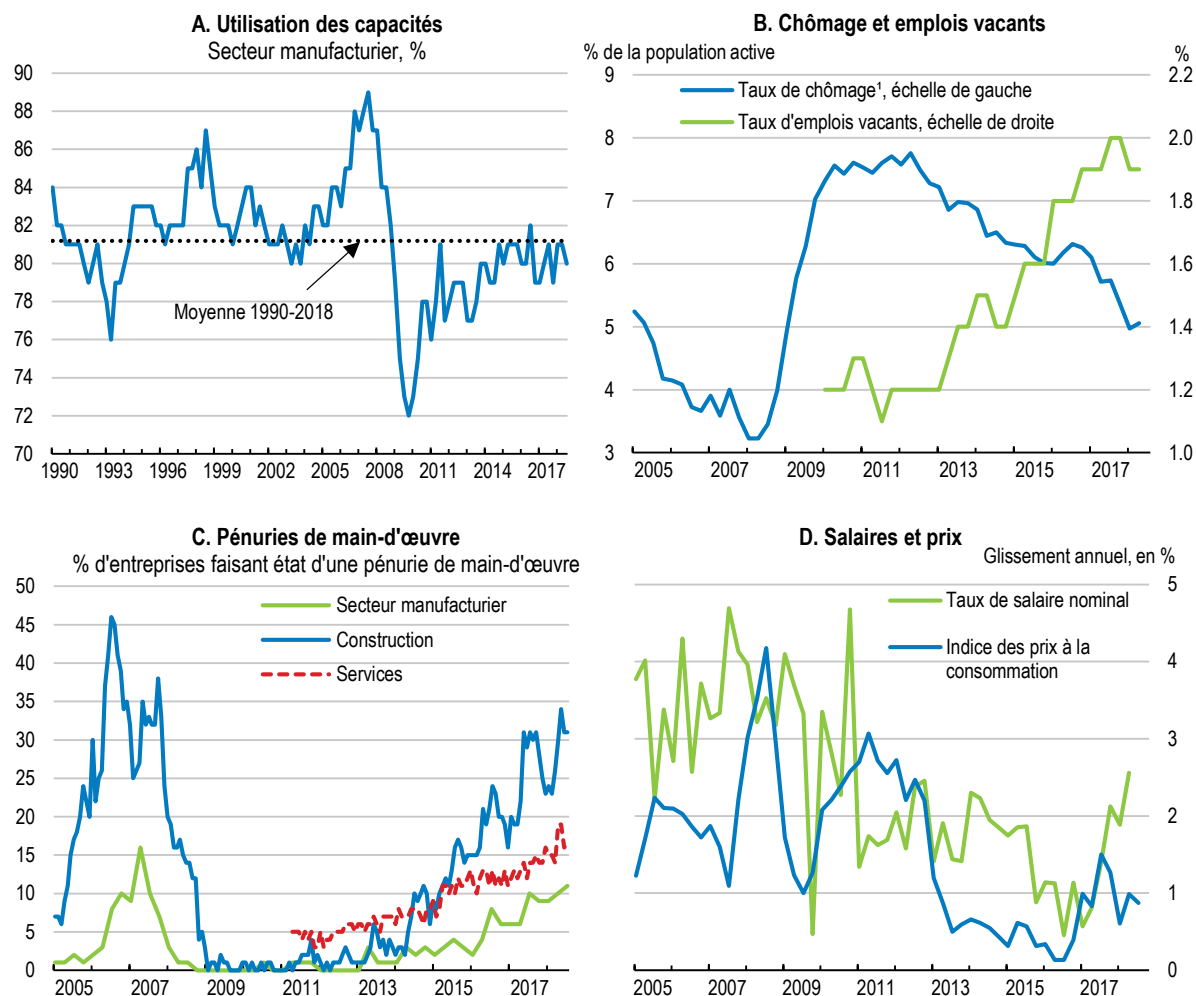 A. Utilisation des capacités
Secteur manufacturier, %
90
88
86
84
82
80
78
76
74
72
70
Moyenne 1990-2018
1990 1993 1996 1999 2002 2005 2008 2011 2014 2017
B. Chômage et emplois vacants
% de la population active
%
9
8
7
6
5
4
3
Taux de chômage¹, échelle de gauche
Taux d'emplois vacants, échelle de droite
2.2
2.0
1.8
1.6
1.4
1.2
1.0
2005 2007 2009 2011 2013 2015 2017
C. Pénuries de main-d'œuvre
% d'entreprises faisant état d'une pénurie de main-d'œuvre
50
45
40
35
30
25
20
15
10
5
0
Secteur manufacturier
Construction
Services
2005 2007 2009 2011 2013 2015 2017
D. Salaires et prix
Glissement annuel, en %
Taux de salaire nominal
Indice des prix à la
consommation
5
4
3
2
1
0
2005 2007 2009 2011 2013 2015 2017